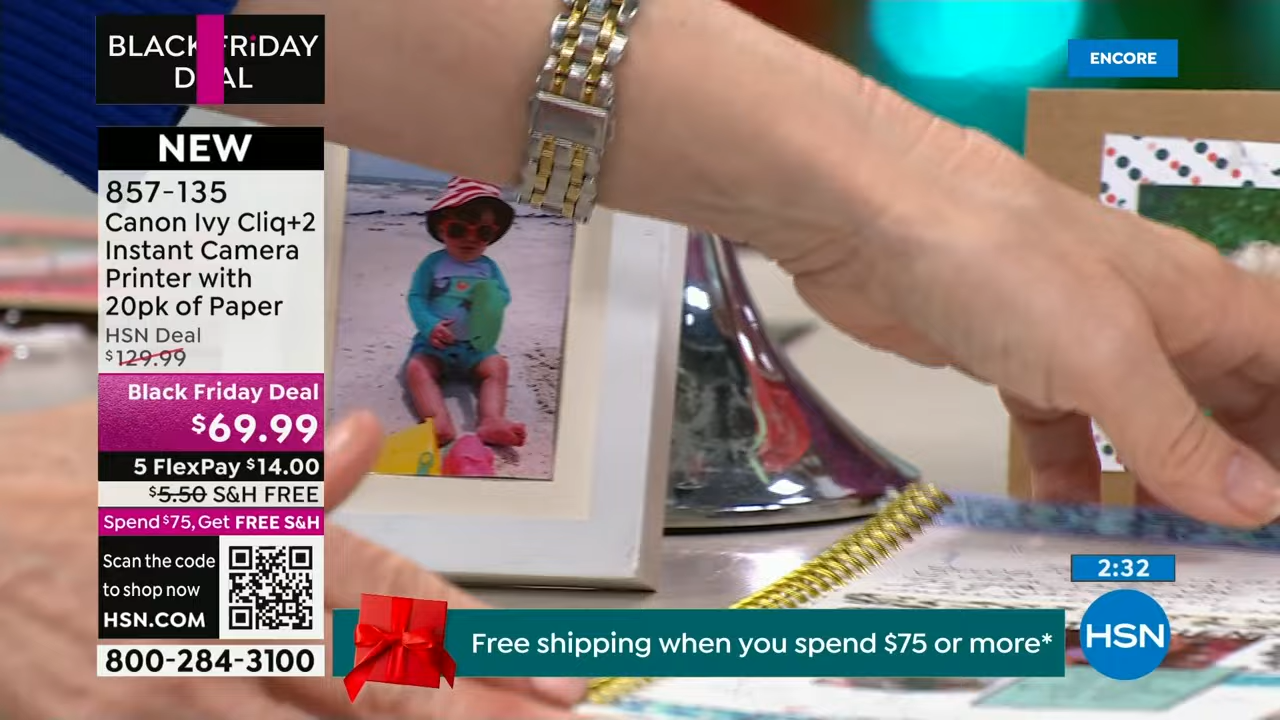 BLACK FRiDAY
DEAL
ENCORE
NEW
857-135
Canon Ivy Cliq+2
Instant Camera
Printer with
20pk of Paper
HSN Deal
$129.99
Black Friday Deal
$69.99
5 FlexPay $14.00
$5.50 S&H FREE
Spend $75, Get FREE S&H
Scan the code
to shop now
HSN.COM
800-284-3100
2:32
Free shipping when you spend $75 or more*
HSN